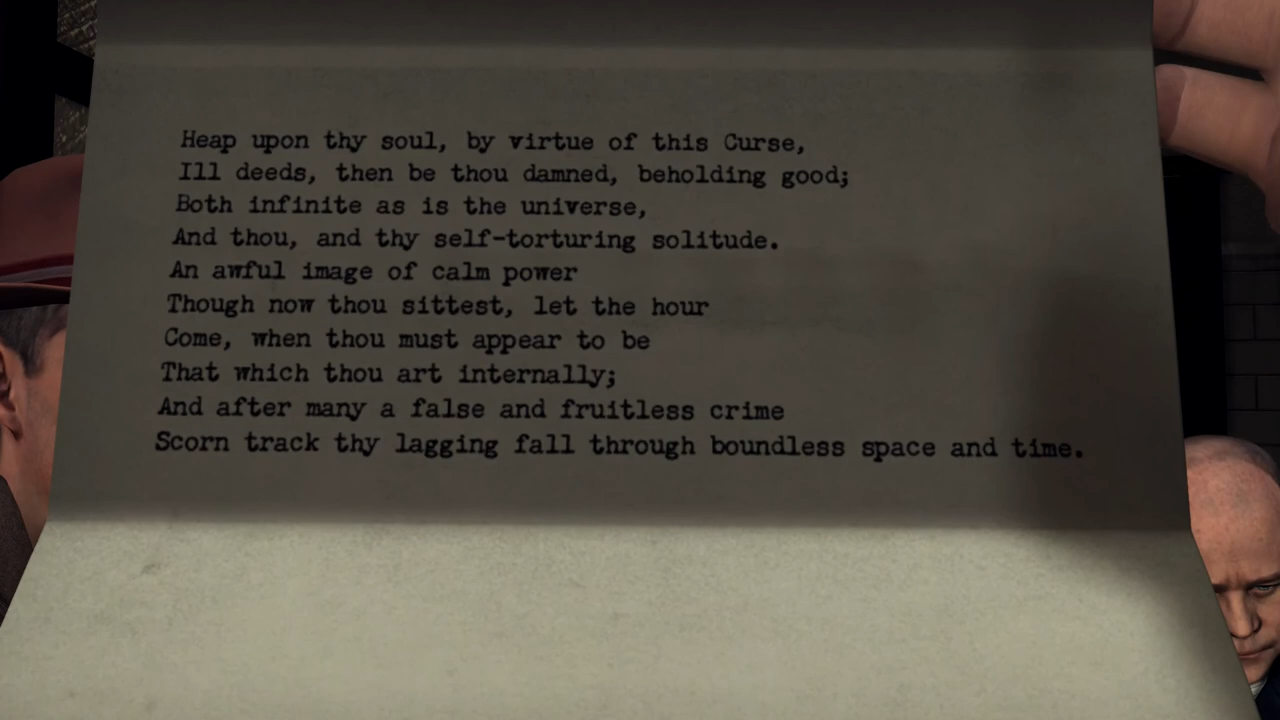 Heap upon thy soul, by virtue of this Curse,
Ill deeds, then be thou damned, beholding good;
Both infinite as is the universe,
And thou, and thy self-torturing solitude.
An awful image of calm power
Though now thou sittest, let the hour
Come, when thou must appear to be
That which thou art internally;
And after many a false and fruitless crime
Scorn track thy lagging fall through boundless space and time.